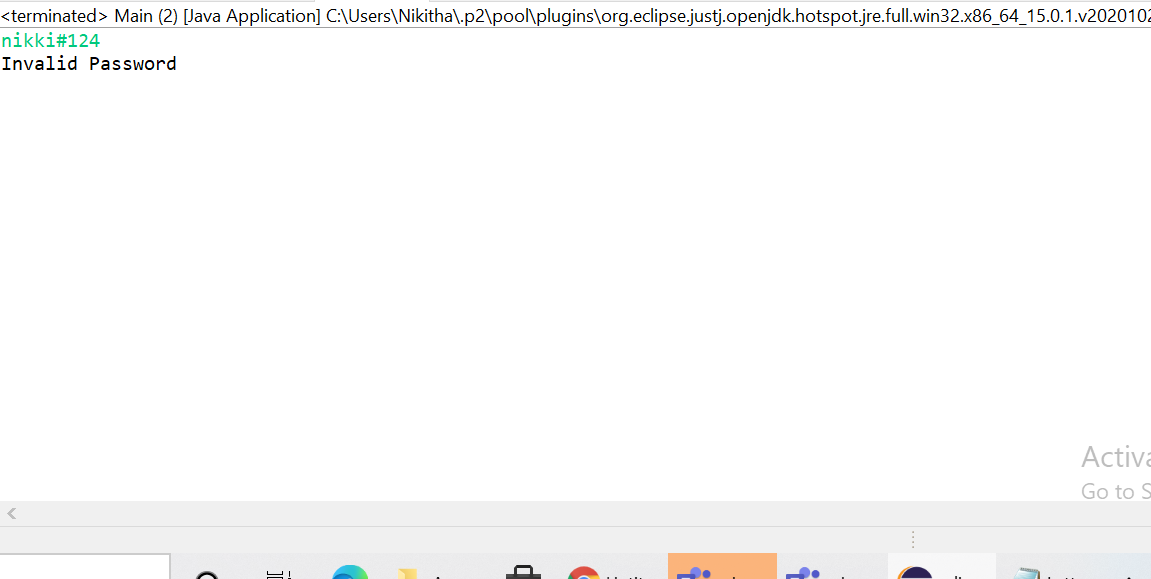 <terminated> Main (2) [Java Application] C:\Users\Nikitha\.p2\pool\plugins\org.eclipse.justj.openjdk.hotspot.jre.full.win32.x86_64_15.0.1.v2020102
nikki#124
Invalid Password
Activa
Go to S